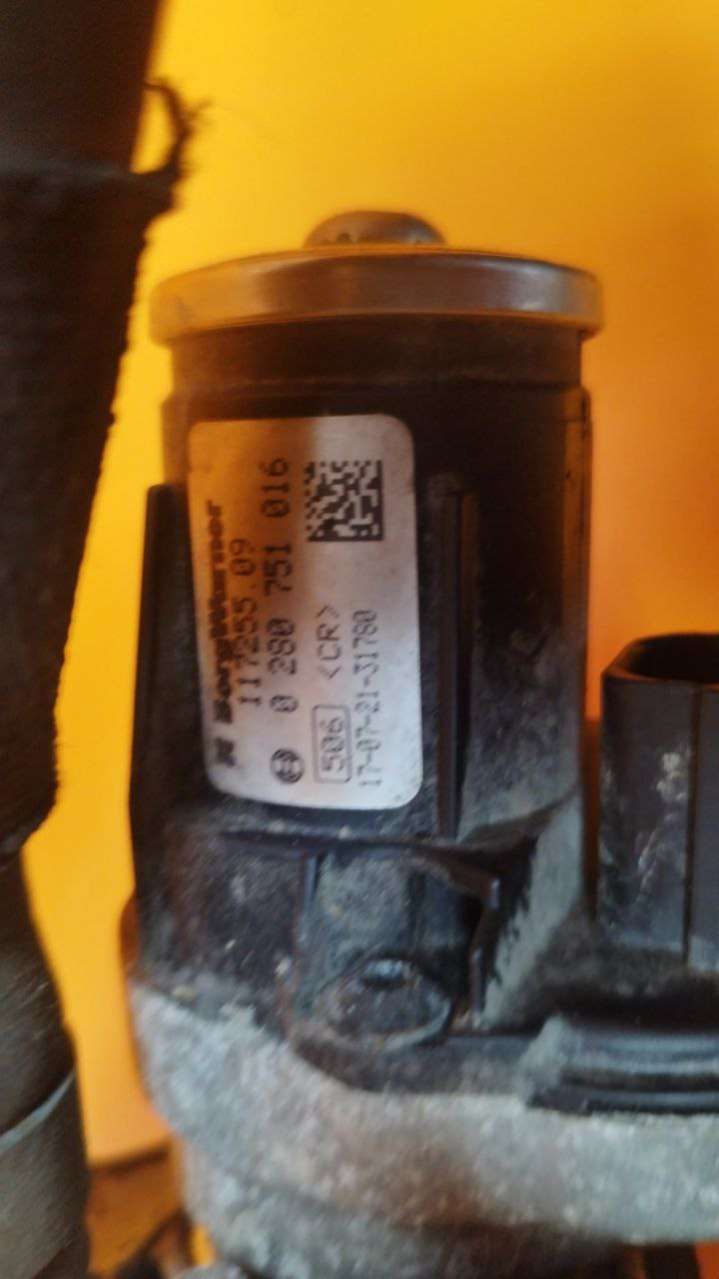 BorgWarner
117255 09
0 280 751 016
506 <CR>
17-07-21-31780